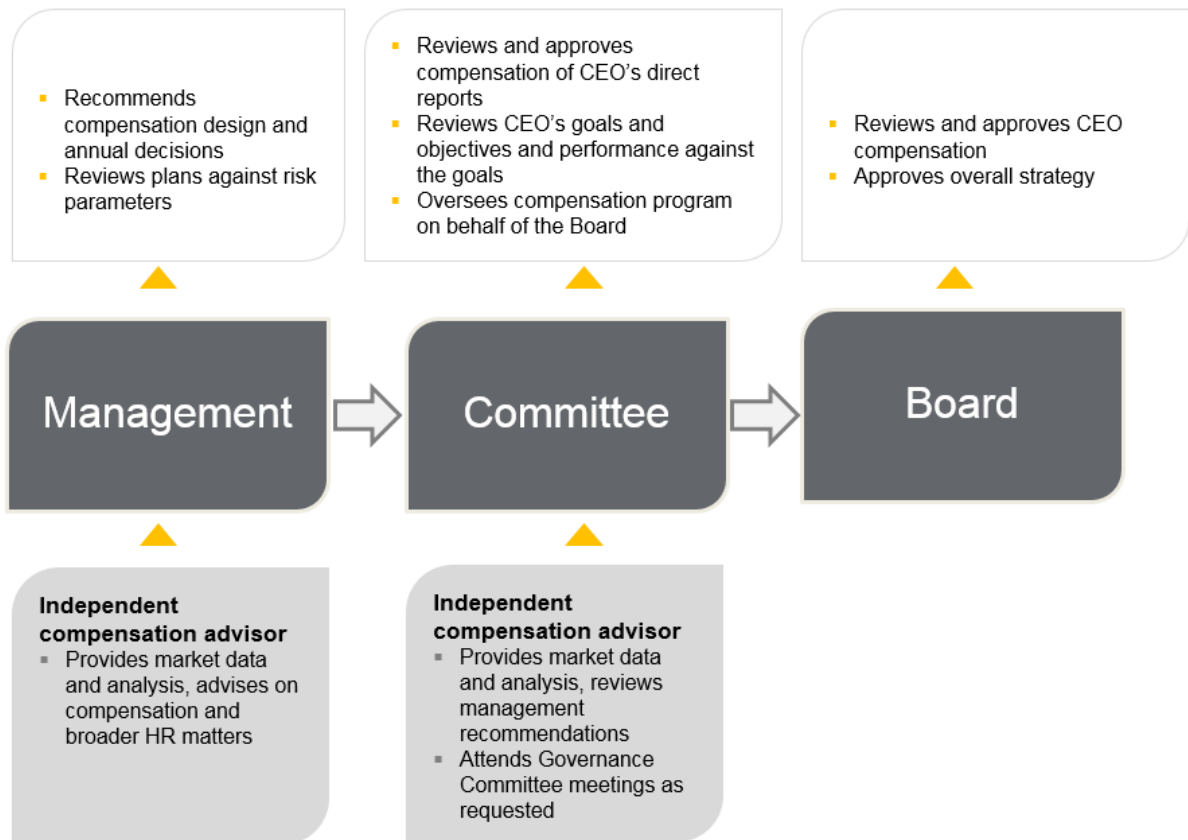 ▪ Recommends
compensation design and
annual decisions
▪ Reviews plans against risk
parameters
▪ Reviews and approves
compensation of CEO’s direct
reports
▪ Reviews CEO’s goals and
objectives and performance against
the goals
▪ Oversees compensation program
on behalf of the Board
▪ Reviews and approves CEO
compensation
▪ Approves overall strategy
Management
Committee
Board
Independent
compensation advisor
▪ Provides market data
and analysis, advises on
compensation and
broader HR matters
Independent
compensation advisor
▪ Provides market data
and analysis, reviews
management
recommendations
▪ Attends Governance
Committee meetings as
requested